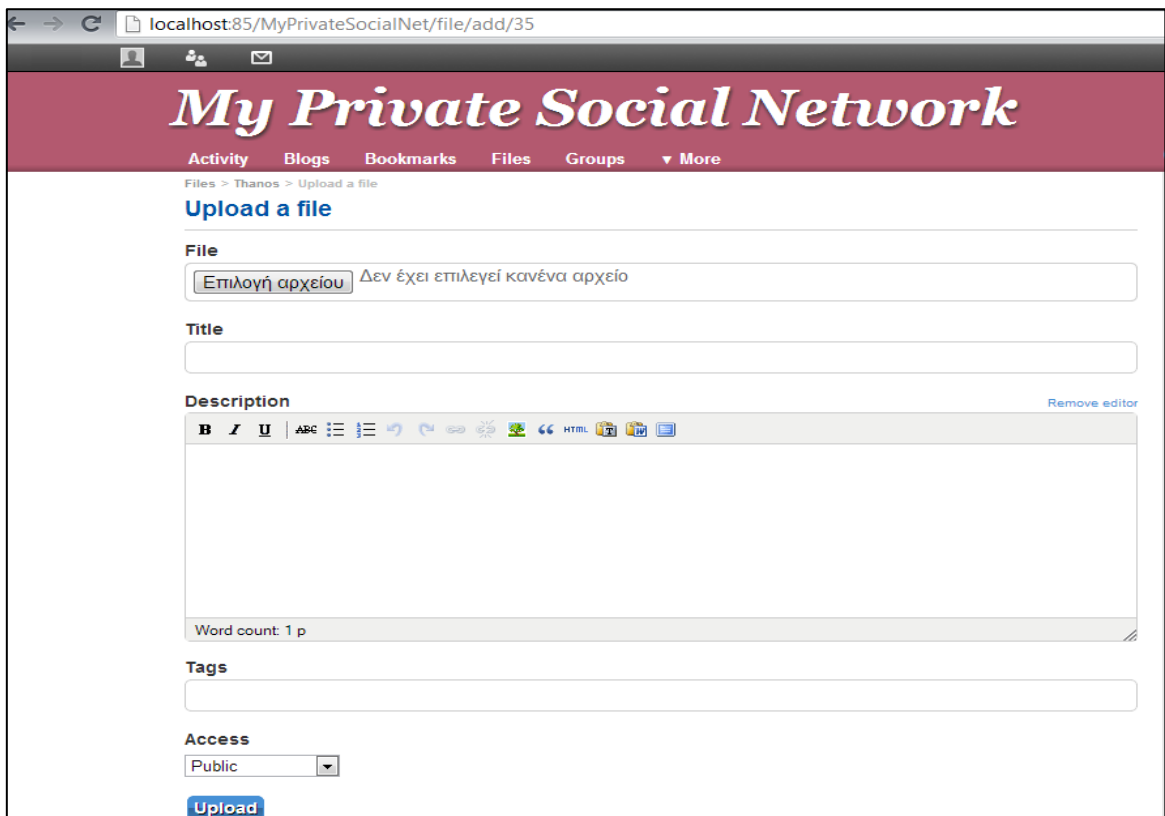 localhost:85/MyPrivateSocialNet/file/add/35
My Private Social Network
Activity Blogs Bookmarks Files Groups ▼ More
Files > Thanos > Upload a file
Upload a file
File
Επιλογή αρχείου Δεν έχει επιλεγεί κανένα αρχείο
Title
Description Remove editor
B I U ABC HTML
Word count: 1 p
Tags
Access
Public
Upload